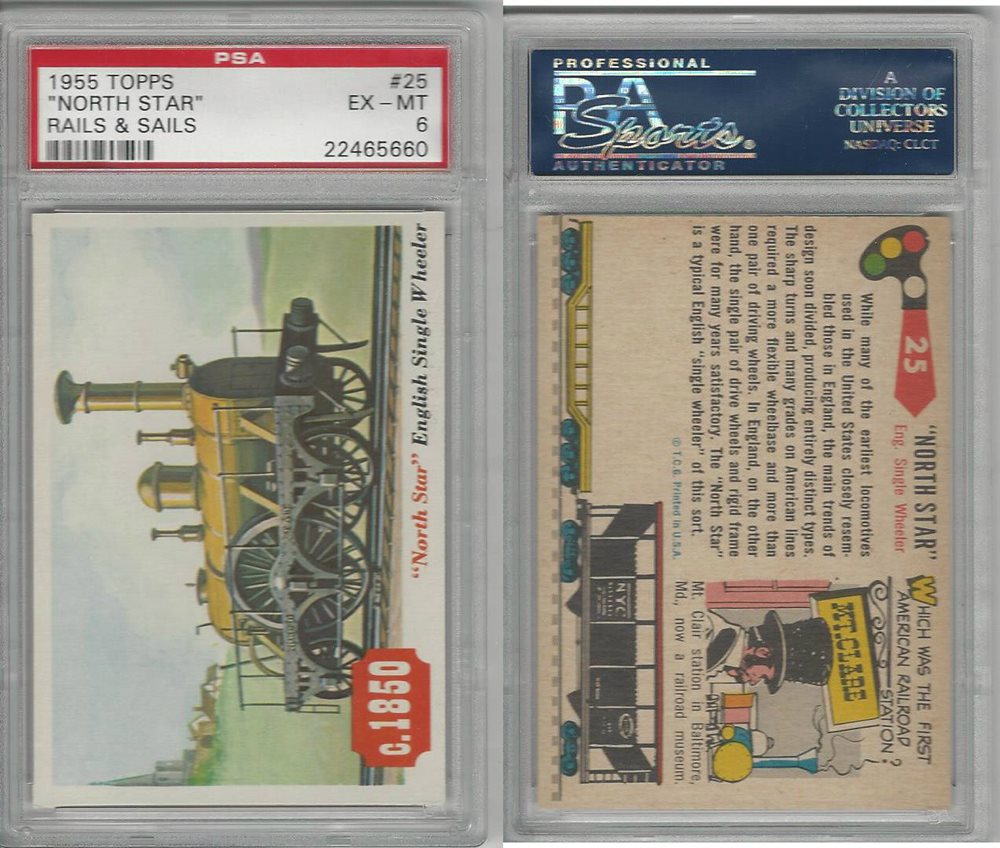 PSA
1955 TOPPS #25
"NORTH STAR" EX – MT
RAILS & SAILS 6
22465660
"North Star" English Single Wheeler
c.1850
PROFESSIONAL
PSA
Sports®
AUTHENTICATOR
A
DIVISION OF
COLLECTORS
UNIVERSE
NASDAQ: CLCT
25
"NORTH STAR"
Eng. Single Wheeler
While many of the earliest locomotives
used in the United States closely resem-
bled those in England, the main trends of
design soon divided, producing entirely distinct types.
The sharp turns and many grades on American lines
required a more flexible wheelbase and more than
one pair of driving wheels. In England, on the other
hand, the single pair of drive wheels and rigid frame
were for many years satisfactory. The "North Star"
is a typical English "single wheeler" of this sort.
© T.C.G. Printed in U.S.A.
WHICH WAS THE FIRST
AMERICAN RAILROAD
STATION?
MT. CLARE
Mt. Clair station in Baltimore,
Md., now a railroad museum.
NYC